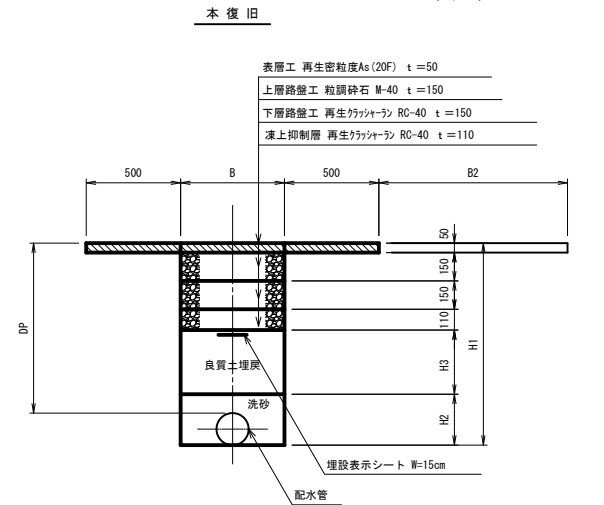 本 復 旧
表層工 再生密粒度As(20F) t =50
上層路盤工 粒調砕石 M-40 t =150
下層路盤工 再生クラッシャーラン RC-40 t =150
凍上抑制層 再生クラッシャーラン RC-40 t =110
500 B 500 B2
50
150
150
110
DP
H1
H3
H2
良質土埋戻
洗砂
埋設表示シート W=15cm
配水管